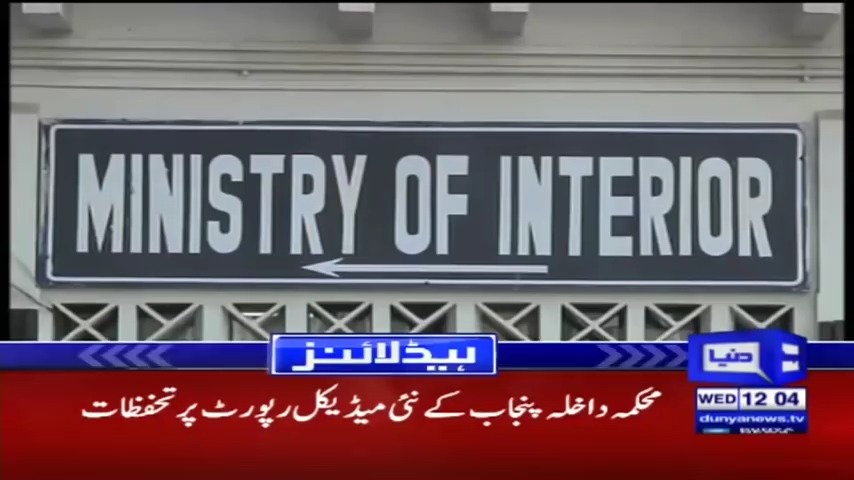 MINISTRY OF INTERIOR
ہیڈلائنز
دنیا
محکمہ داخلہ پنجاب کے نئی میڈیکل رپورٹ پر تحفظات
WED 12 04
dunyanews.tv